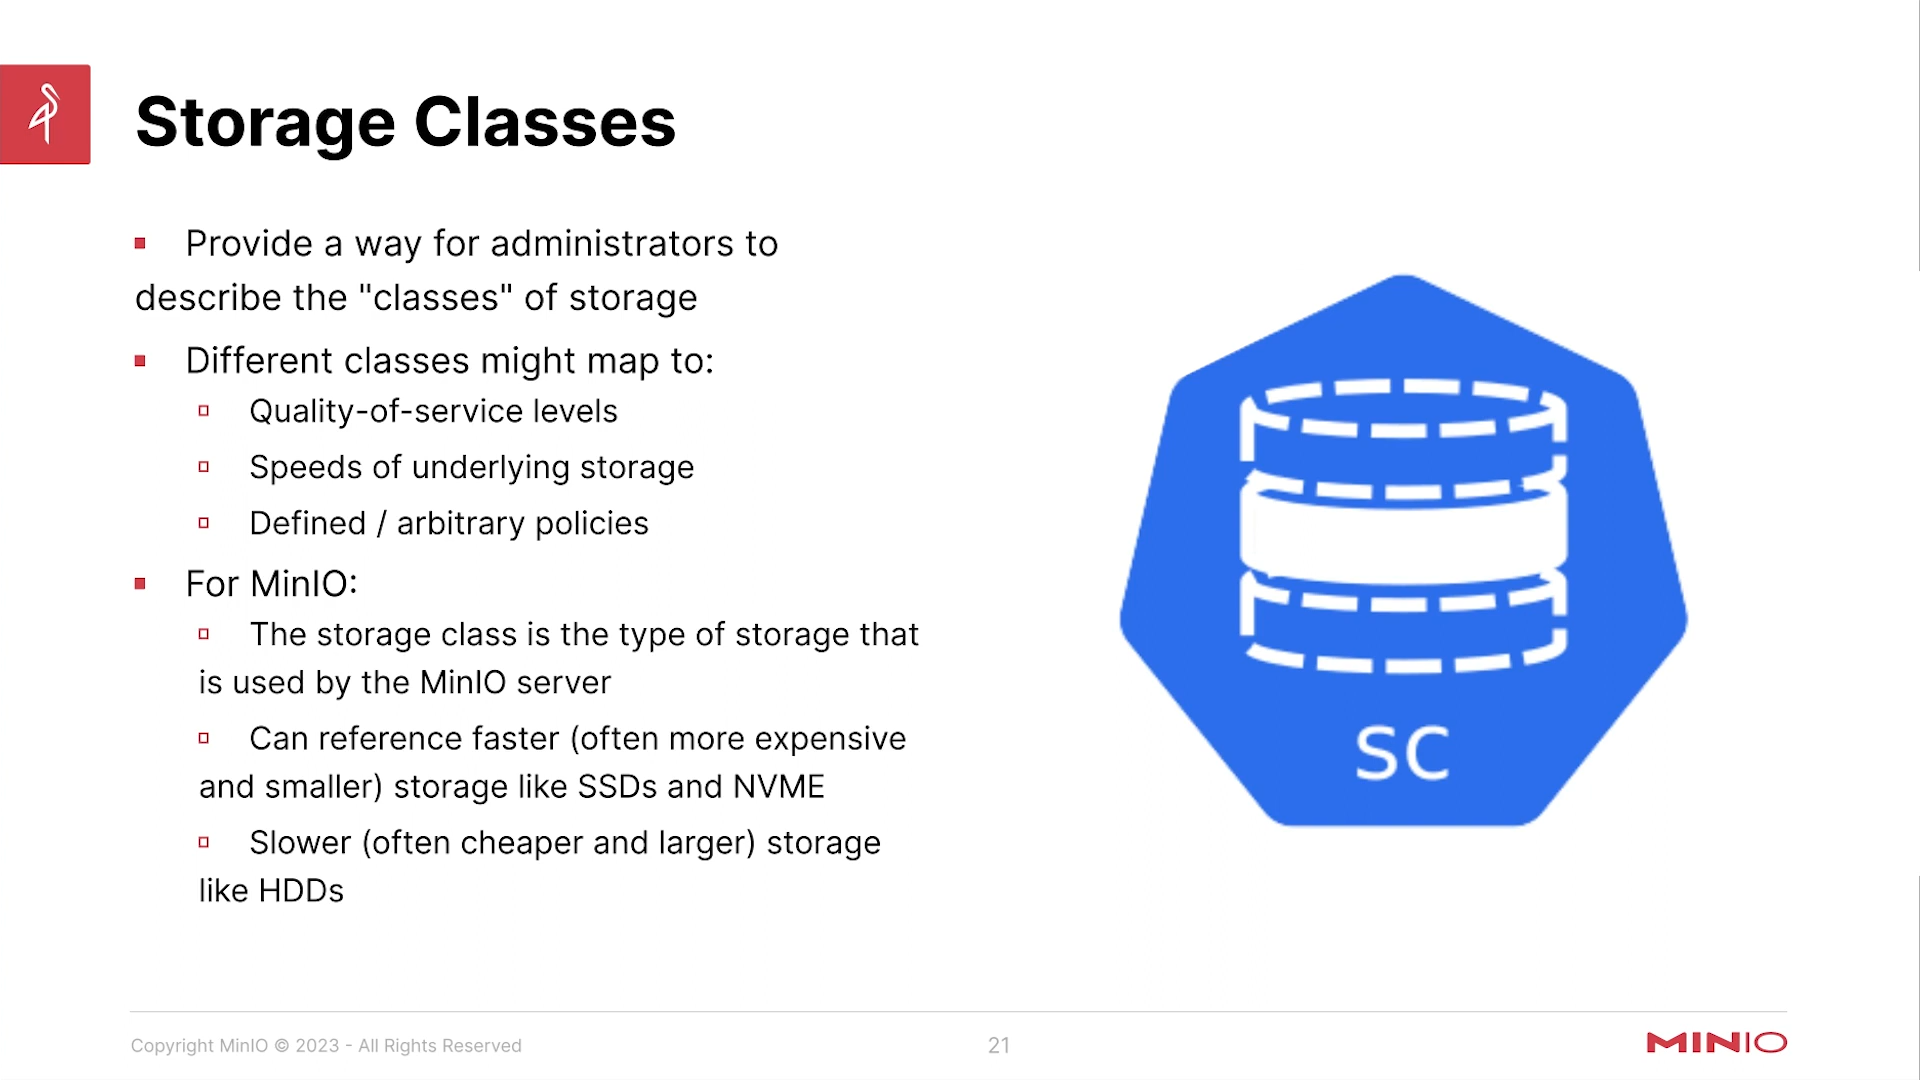 Storage Classes
Provide a way for administrators to
describe the "classes" of storage
Different classes might map to:
Quality-of-service levels
Speeds of underlying storage
Defined / arbitrary policies
For MinIO:
The storage class is the type of storage that
is used by the MinIO server
Can reference faster (often more expensive
and smaller) storage like SSDs and NVME
Slower (often cheaper and larger) storage
like HDDs
SC
Copyright MinIO © 2023 - All Rights Reserved
21
MINIO